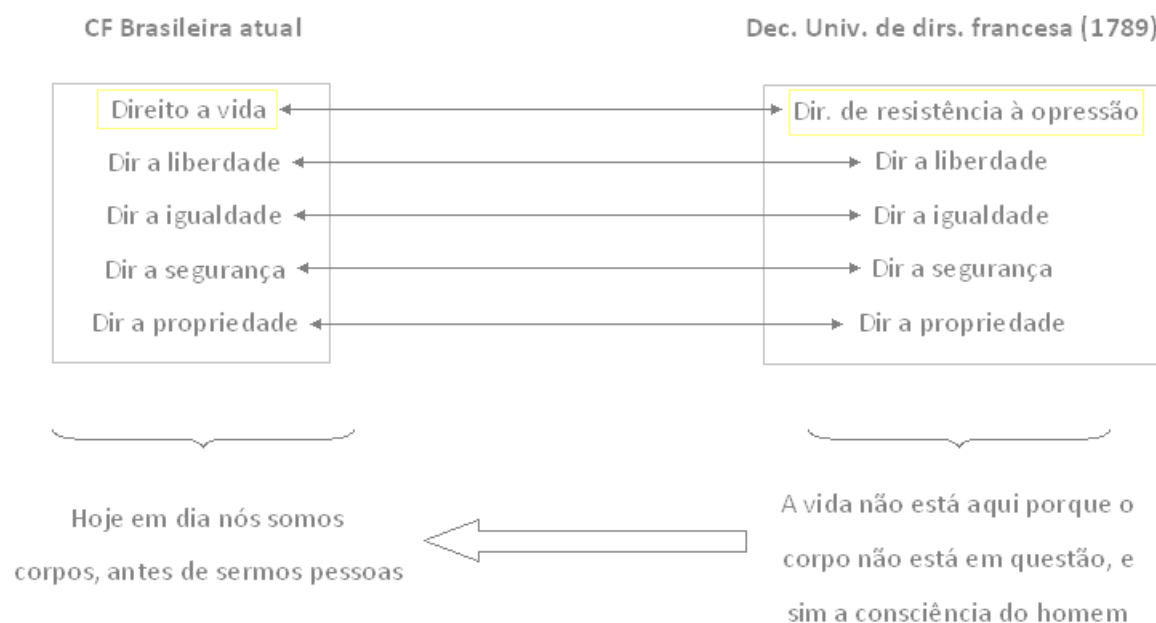 CF Brasileira atual
Dec. Univ. de dirs. francesa (1789)
Direito a vida
Dir. de resistência à opressão
Dir a liberdade
Dir a liberdade
Dir a igualdade
Dir a igualdade
Dir a segurança
Dir a segurança
Dir a propriedade
Dir a propriedade
Hoje em dia nós somos
corpos, antes de sermos pessoas
A vida não está aqui porque o
corpo não está em questão, e
sim a consciência do homem